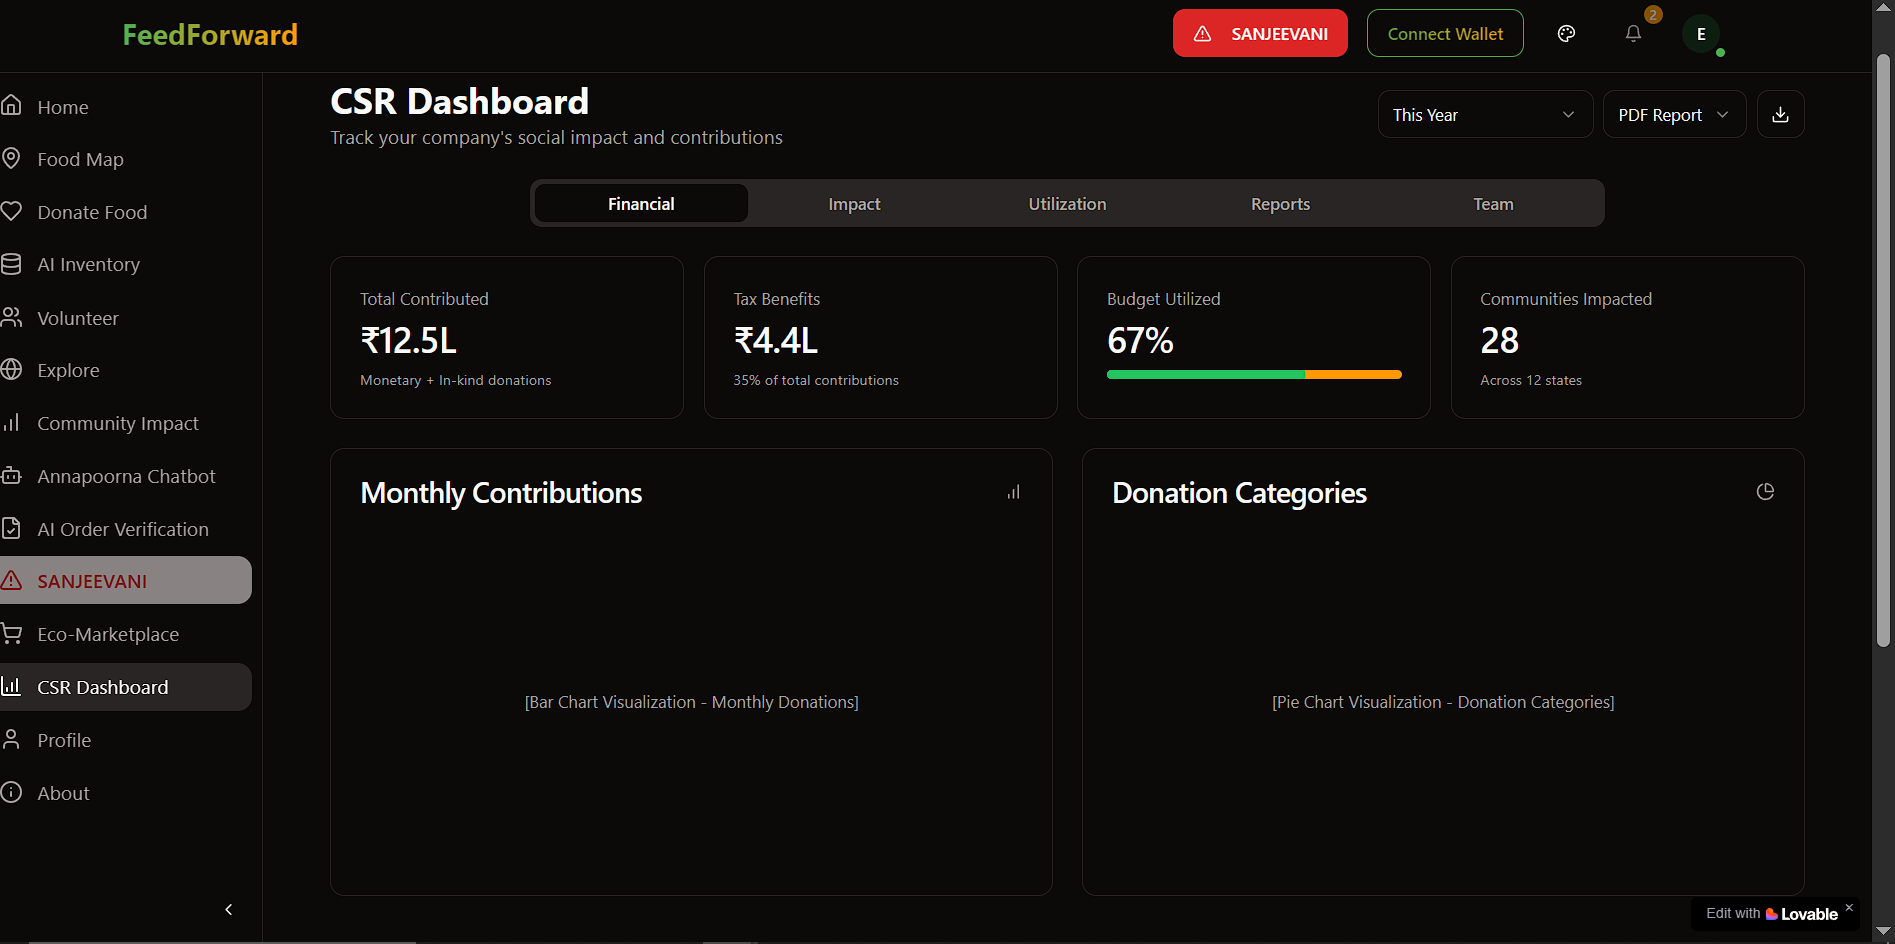 FeedForward
SANJEEVANI
Connect Wallet
2
E
Home
Food Map
Donate Food
AI Inventory
Volunteer
Explore
Community Impact
Annapoorna Chatbot
AI Order Verification
SANJEEVANI
Eco-Marketplace
CSR Dashboard
Profile
About
CSR Dashboard
Track your company's social impact and contributions
This Year
PDF Report
Financial
Impact
Utilization
Reports
Team
Total Contributed
₹12.5L
Monetary + In-kind donations
Tax Benefits
₹4.4L
35% of total contributions
Budget Utilized
67%
Communities Impacted
28
Across 12 states
Monthly Contributions
[Bar Chart Visualization - Monthly Donations]
Donation Categories
[Pie Chart Visualization - Donation Categories]
Edit with Lovable